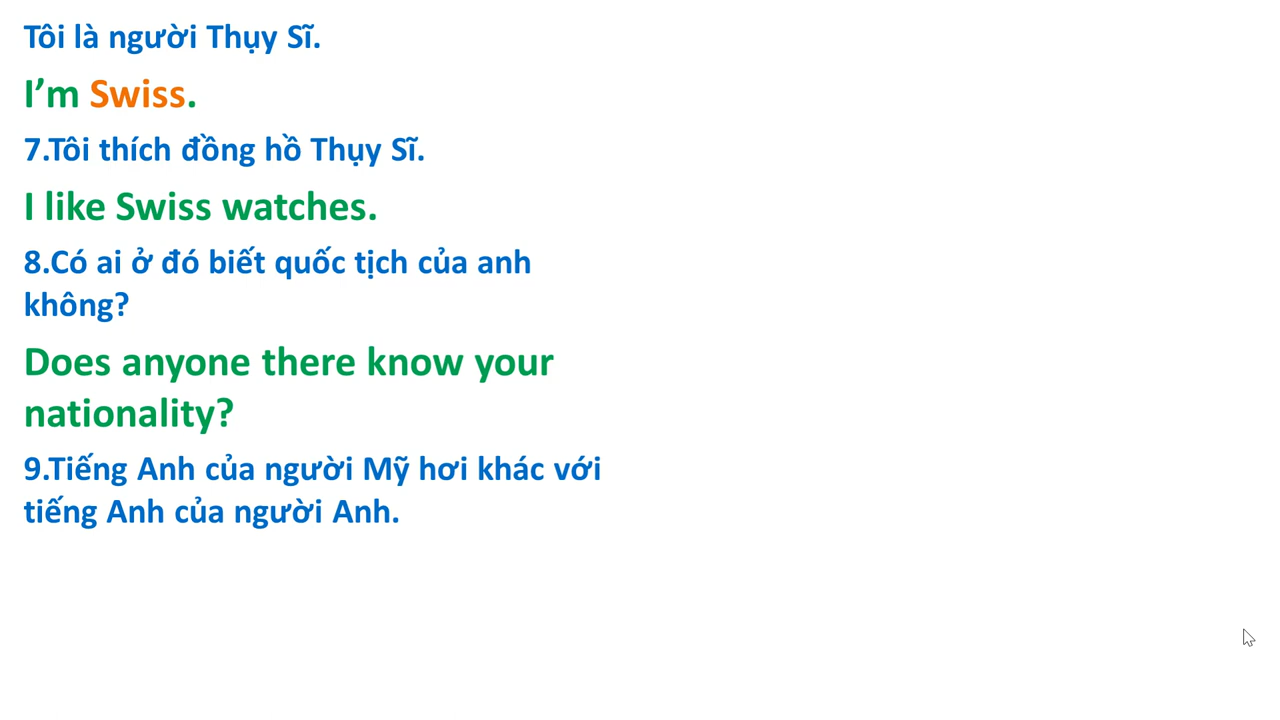 Tôi là người Thụy Sĩ.
I’m Swiss.
7.Tôi thích đồng hồ Thụy Sĩ.
I like Swiss watches.
8.Có ai ở đó biết quốc tịch của anh
không?
Does anyone there know your
nationality?
9.Tiếng Anh của người Mỹ hơi khác với
tiếng Anh của người Anh.